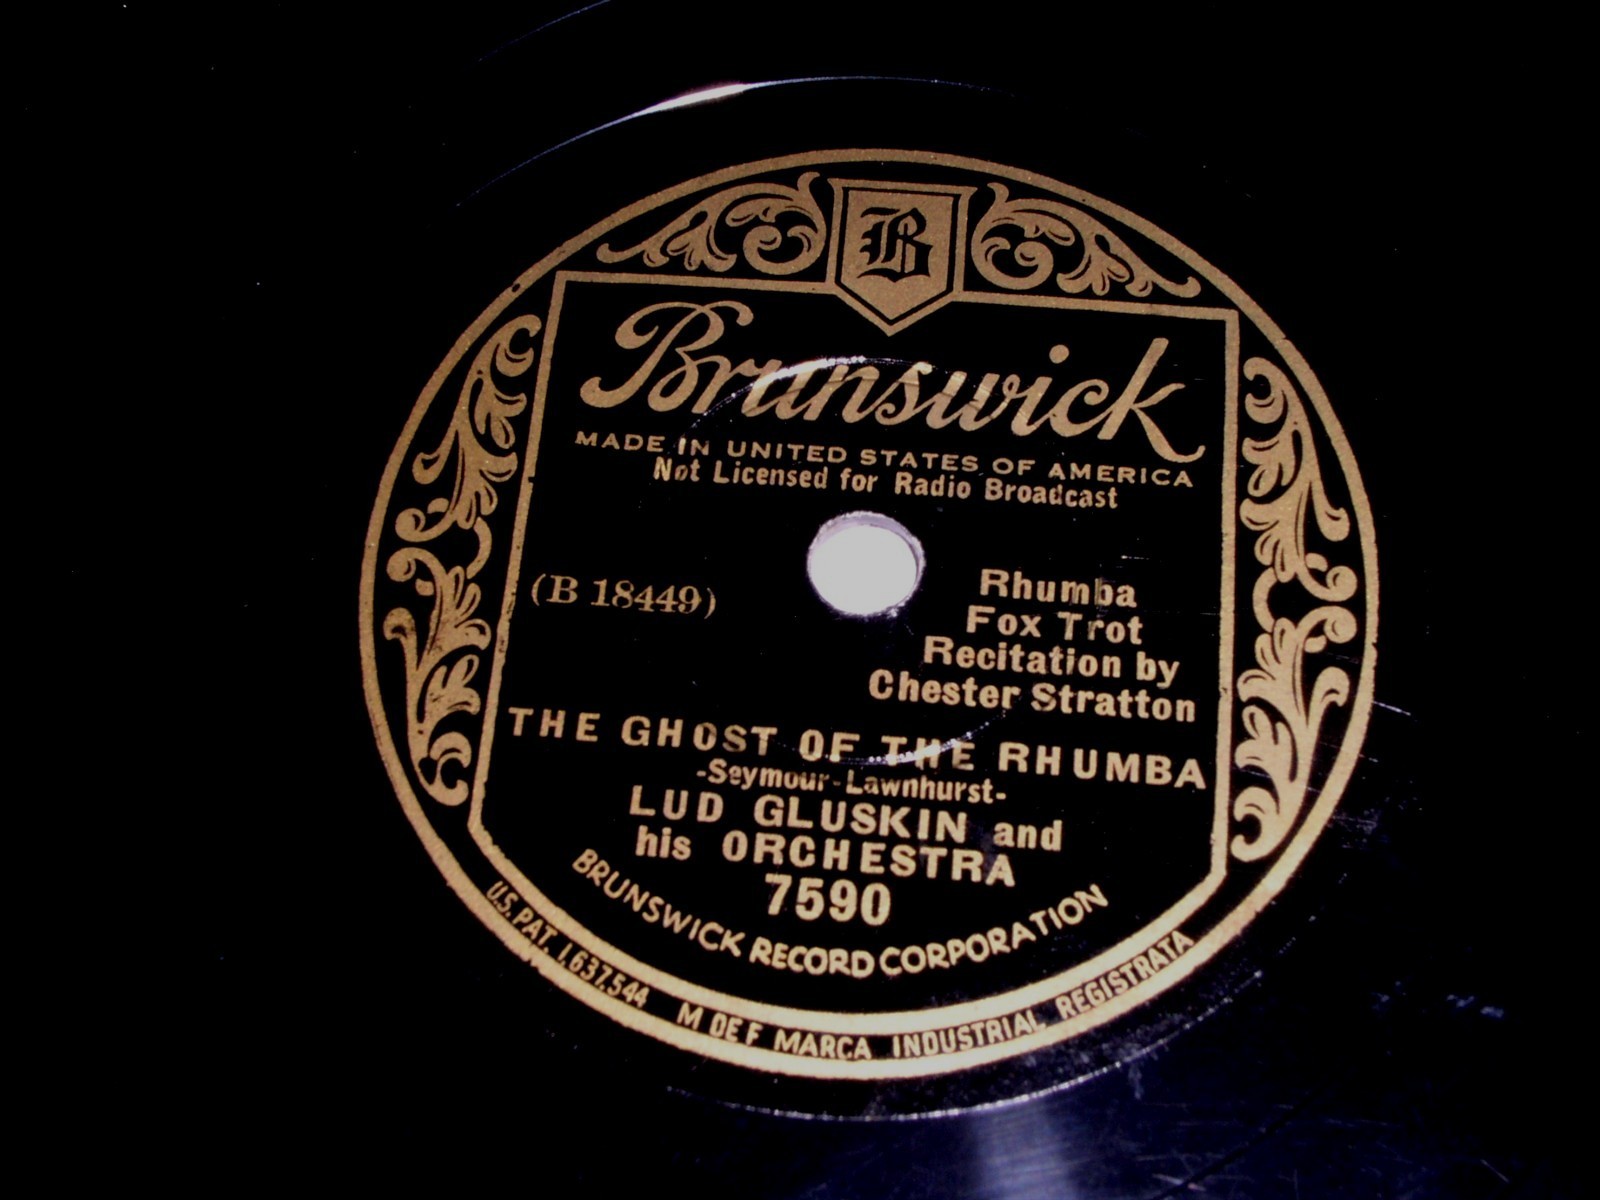 B
Brunswick
MADE IN UNITED STATES OF AMERICA
Not Licensed for Radio Broadcast
(B 18449)
Rhumba
Fox Trot
Recitation by
Chester Stratton
THE GHOST OF THE RHUMBA
-Seymour-Lawnhurst-
LUD GLUSKIN and
his ORCHESTRA
7590
BRUNSWICK RECORD CORPORATION
U.S. PAT. 1,637,544 M DE F MARCA INDUSTRIAL REGISTRATA